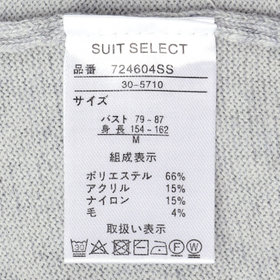 SUIT SELECT
品番 724604SS
30-5710
サイズ
バスト 79~87
身長 154~162
M
組成表示
ポリエステル 66%
アクリル 15%
ナイロン 15%
毛 4%
取扱い表示